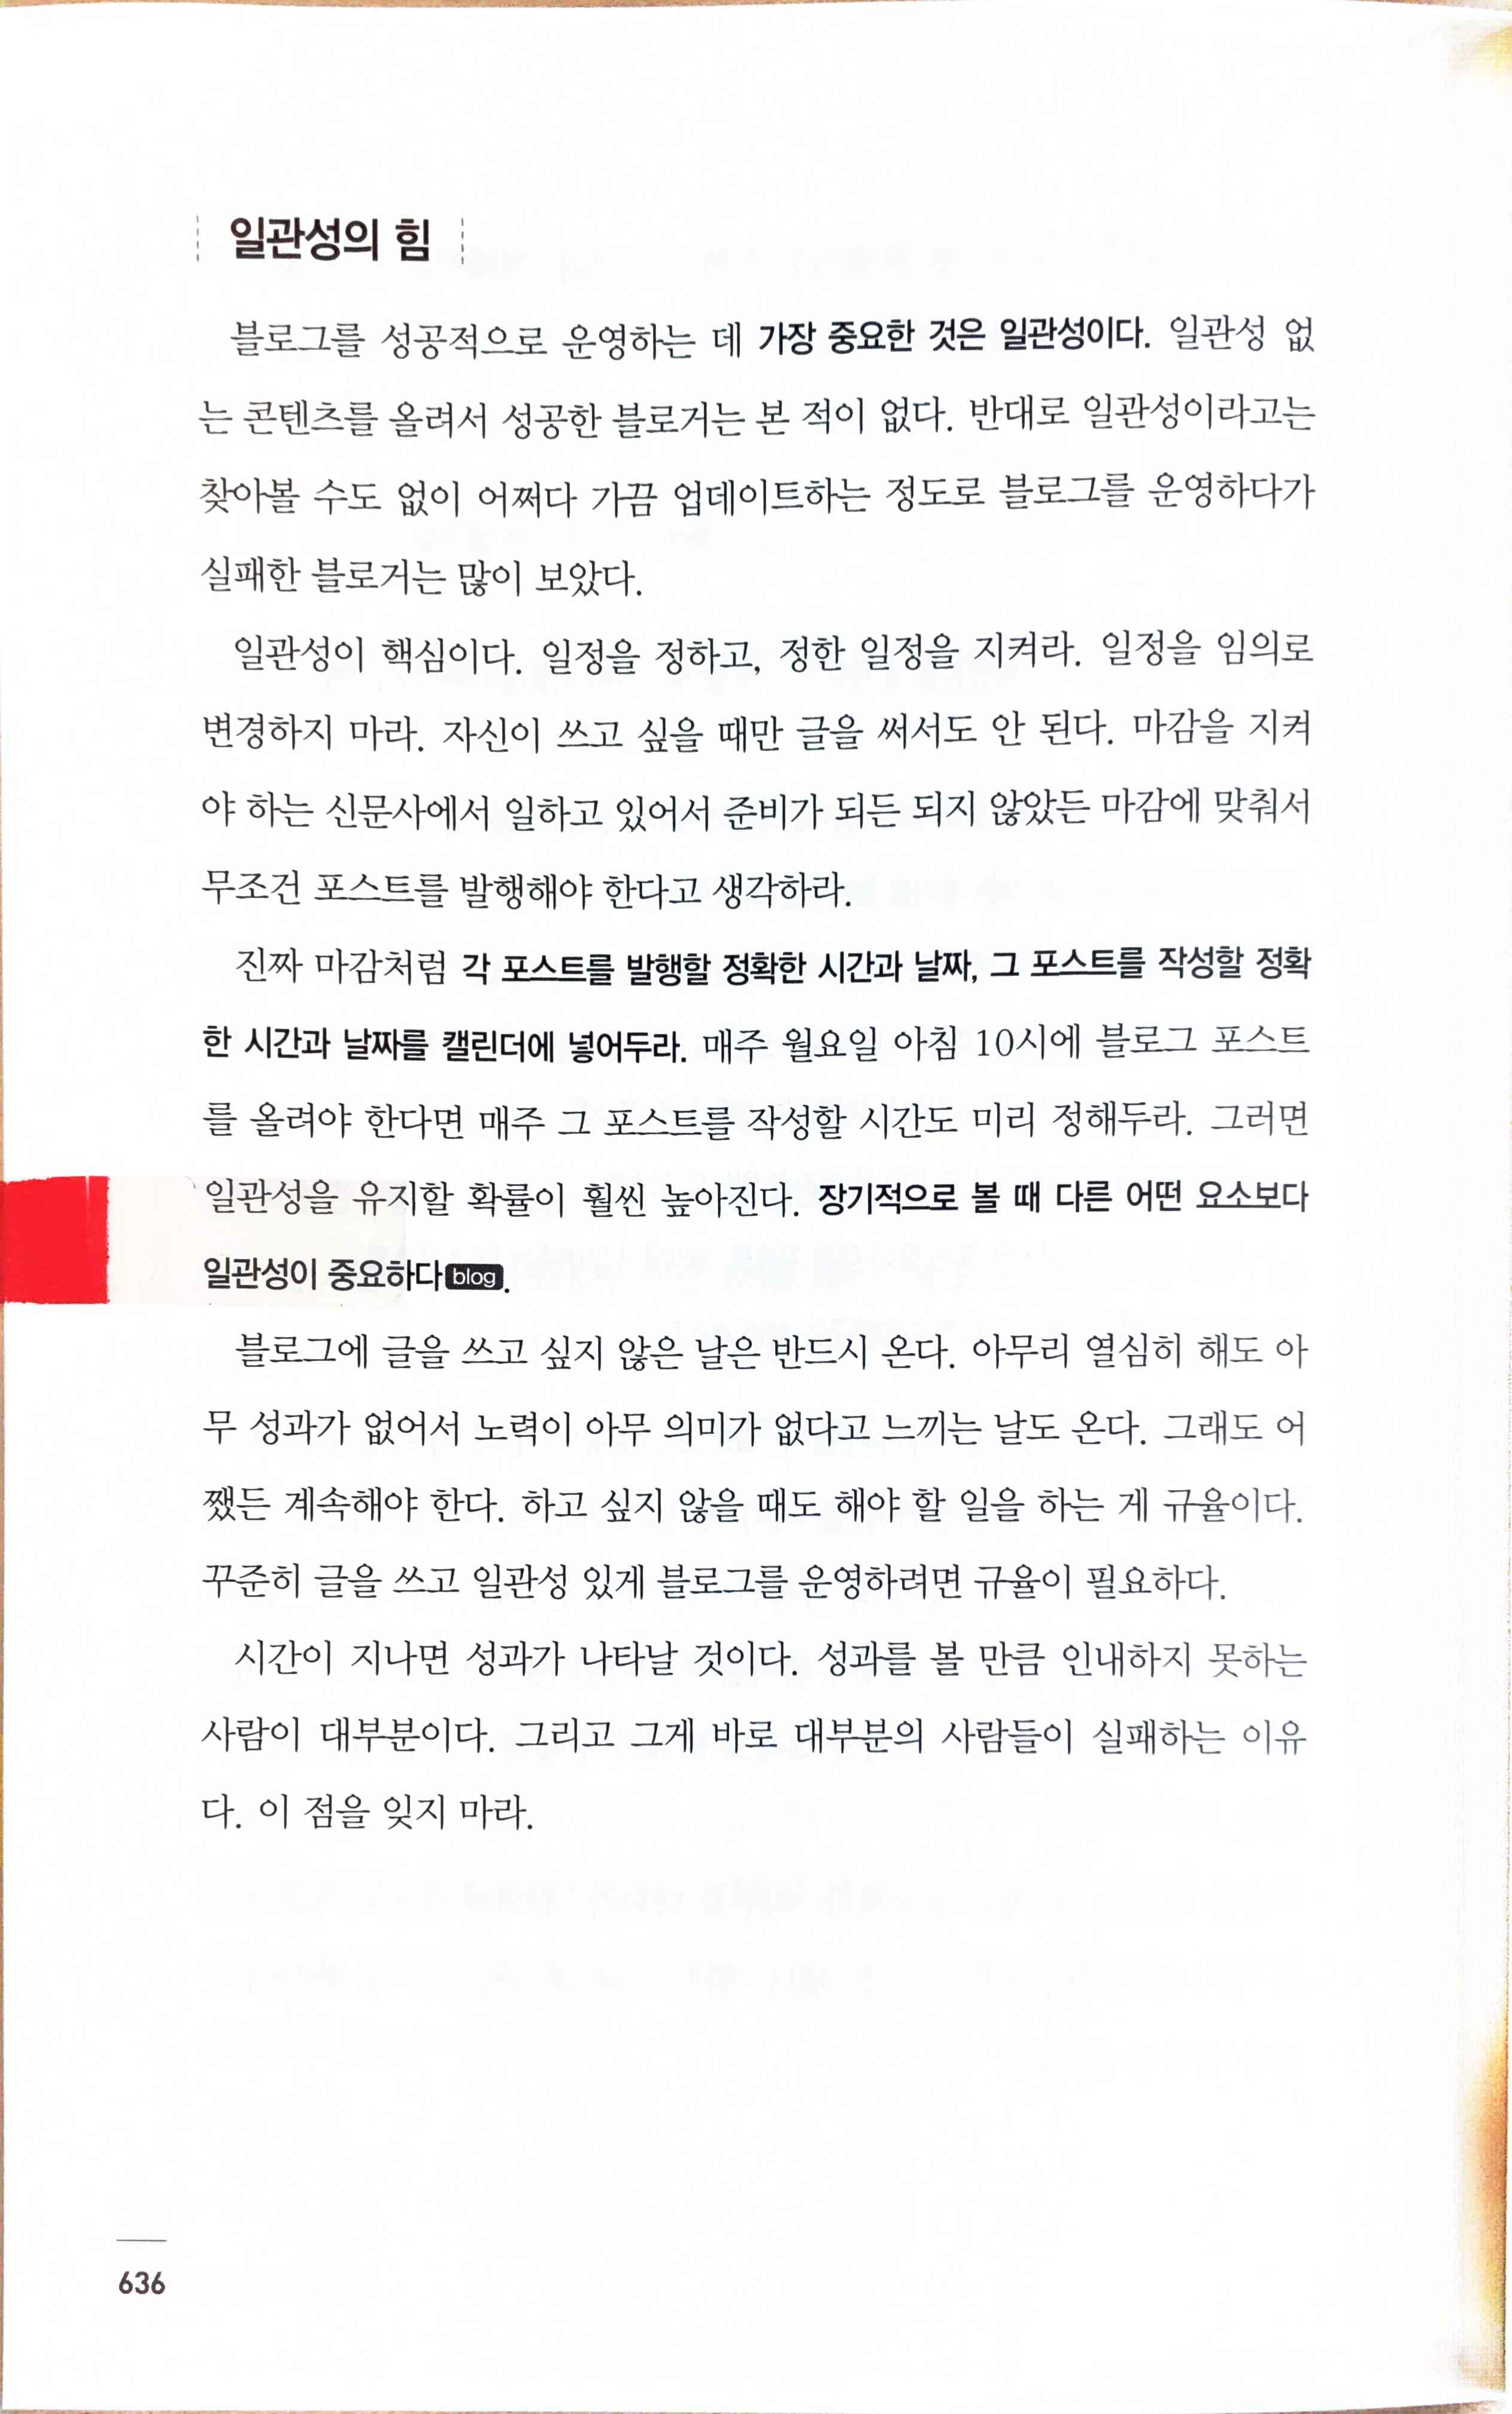 일관성의 힘
블로그를 성공적으로 운영하는 데 가장 중요한 것은 일관성이다. 일관성 없
는 콘텐츠를 올려서 성공한 블로거는 본 적이 없다. 반대로 일관성이라고는
찾아볼 수도 없이 어쩌다 가끔 업데이트하는 정도로 블로그를 운영하다가
실패한 블로거는 많이 보았다.
일관성이 핵심이다. 일정을 정하고, 정한 일정을 지켜라. 일정을 임의로
변경하지 마라. 자신이 쓰고 싶을 때만 글을 써서도 안 된다. 마감을 지켜
야 하는 신문사에서 일하고 있어서 준비가 되든 되지 않았든 마감에 맞춰서
무조건 포스트를 발행해야 한다고 생각하라.
진짜 마감처럼 각 포스트를 발행할 정확한 시간과 날짜, 그 포스트를 작성할 정확
한 시간과 날짜를 캘린더에 넣어두라. 매주 월요일 아침 10시에 블로그 포스트
를 올려야 한다면 매주 그 포스트를 작성할 시간도 미리 정해두라. 그러면
일관성을 유지할 확률이 훨씬 높아진다. 장기적으로 볼 때 다른 어떤 요소보다
일관성이 중요하다blog.
블로그에 글을 쓰고 싶지 않은 날은 반드시 온다. 아무리 열심히 해도 아
무 성과가 없어서 노력이 아무 의미가 없다고 느끼는 날도 온다. 그래도 어
쨌든 계속해야 한다. 하고 싶지 않을 때도 해야 할 일을 하는 게 규율이다.
꾸준히 글을 쓰고 일관성 있게 블로그를 운영하려면 규율이 필요하다.
시간이 지나면 성과가 나타날 것이다. 성과를 볼 만큼 인내하지 못하는
사람이 대부분이다. 그리고 그게 바로 대부분의 사람들이 실패하는 이유
다. 이 점을 잊지 마라.
636